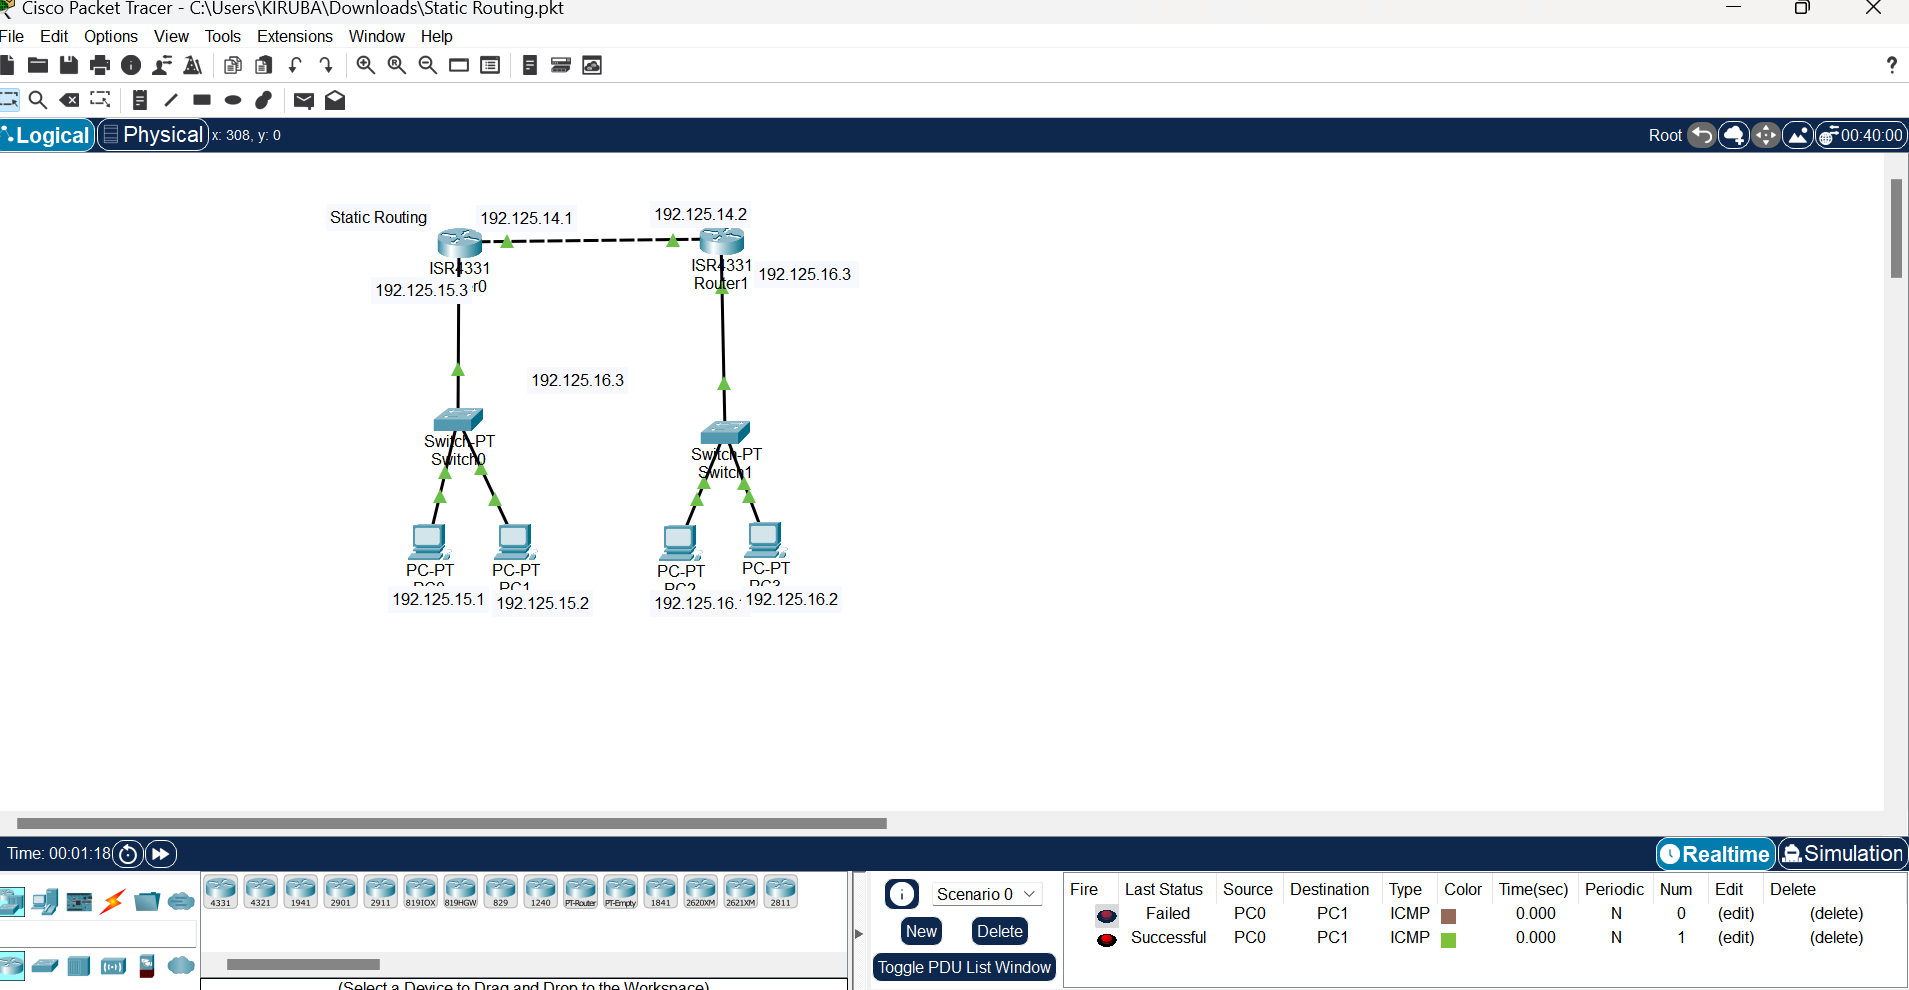 Cisco Packet Tracer - C:\Users\KIRUBA\Downloads\Static Routing.pkt
File Edit Options View Tools Extensions Window Help
?
Logical Physical x: 308, y: 0 Root 00:40:00
Static Routing 192.125.14.1 192.125.14.2
ISR4331
r0
192.125.15.3
ISR4331
Router1
192.125.16.3
192.125.16.3
Switch-PT
Switch0
Switch-PT
Switch1
PC-PT
PC0
PC-PT
PC1
PC-PT
PC2
PC-PT
PC3
192.125.15.1 192.125.15.2 192.125.16. 192.125.16.2
Time: 00:01:18 Realtime Simulation
4331 4321 1941 2901 2911 819IOX 819HGW 829 1240 PT-Router PT-Empty 1841 2620XM 2621XM 2811
(Select a Device to Drag and Drop to the Workspace)
Scenario 0
New Delete
Toggle PDU List Window
Fire Last Status Source Destination Type Color Time(sec) Periodic Num Edit Delete
Failed PC0 PC1 ICMP 0.000 N 0 (edit) (delete)
Successful PC0 PC1 ICMP 0.000 N 1 (edit) (delete)